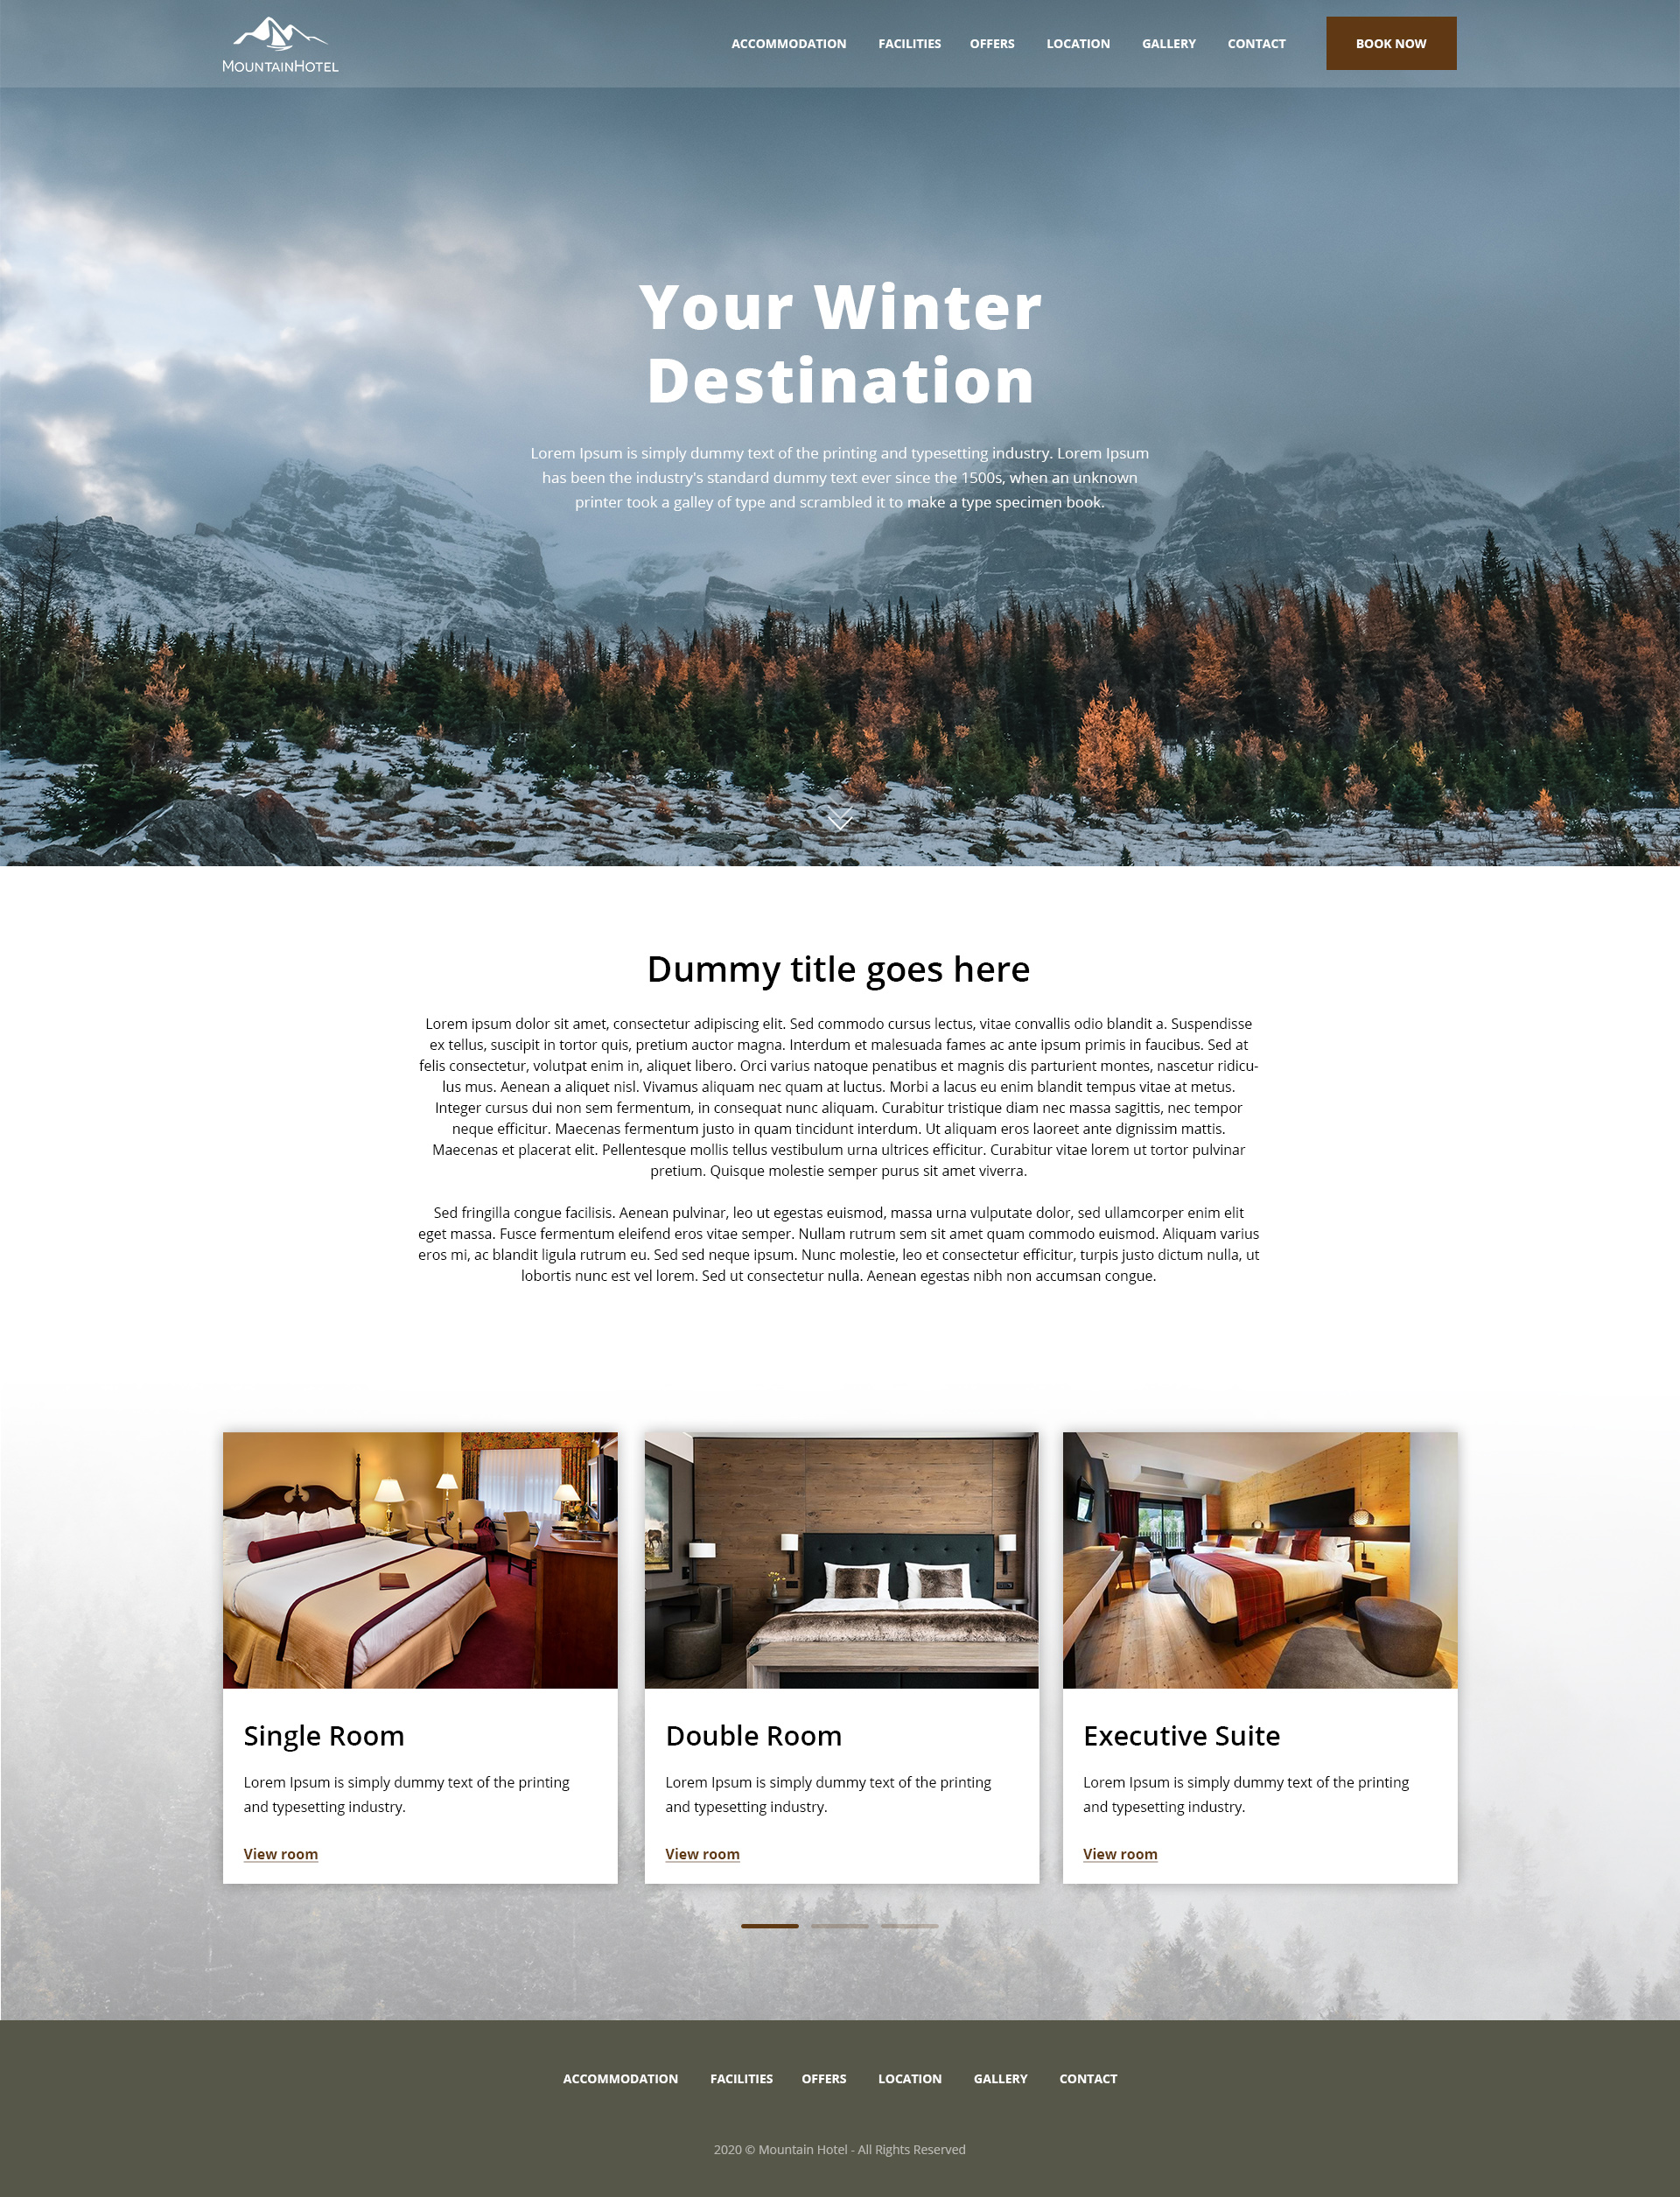 MOUNTAINHOTEL
ACCOMMODATION FACILITIES OFFERS LOCATION GALLERY CONTACT BOOK NOW
Your Winter
Destination
Lorem Ipsum is simply dummy text of the printing and typesetting industry. Lorem Ipsum
has been the industry's standard dummy text ever since the 1500s, when an unknown
printer took a galley of type and scrambled it to make a type specimen book.
Dummy title goes here
Lorem ipsum dolor sit amet, consectetur adipiscing elit. Sed commodo cursus lectus, vitae convallis odio blandit a. Suspendisse
ex tellus, suscipit in tortor quis, pretium auctor magna. Interdum et malesuada fames ac ante ipsum primis in faucibus. Sed at
felis consectetur, volutpat enim in, aliquet libero. Orci varius natoque penatibus et magnis dis parturient montes, nascetur ridicu-
lus mus. Aenean a aliquet nisl. Vivamus aliquam nec quam at luctus. Morbi a lacus eu enim blandit tempus vitae at metus.
Integer cursus dui non sem fermentum, in consequat nunc aliquam. Curabitur tristique diam nec massa sagittis, nec tempor
neque efficitur. Maecenas fermentum justo in quam tincidunt interdum. Ut aliquam eros laoreet ante dignissim mattis.
Maecenas et placerat elit. Pellentesque mollis tellus vestibulum urna ultrices efficitur. Curabitur vitae lorem ut tortor pulvinar
pretium. Quisque molestie semper purus sit amet viverra.
Sed fringilla congue facilisis. Aenean pulvinar, leo ut egestas euismod, massa urna vulputate dolor, sed ullamcorper enim elit
eget massa. Fusce fermentum eleifend eros vitae semper. Nullam rutrum sem sit amet quam commodo euismod. Aliquam varius
eros mi, ac blandit ligula rutrum eu. Sed sed neque ipsum. Nunc molestie, leo et consectetur efficitur, turpis justo dictum nulla, ut
lobortis nunc est vel lorem. Sed ut consectetur nulla. Aenean egestas nibh non accumsan congue.
Single Room
Lorem Ipsum is simply dummy text of the printing
and typesetting industry.
View room
Double Room
Lorem Ipsum is simply dummy text of the printing
and typesetting industry.
View room
Executive Suite
Lorem Ipsum is simply dummy text of the printing
and typesetting industry.
View room
ACCOMMODATION FACILITIES OFFERS LOCATION GALLERY CONTACT
2020 © Mountain Hotel - All Rights Reserved